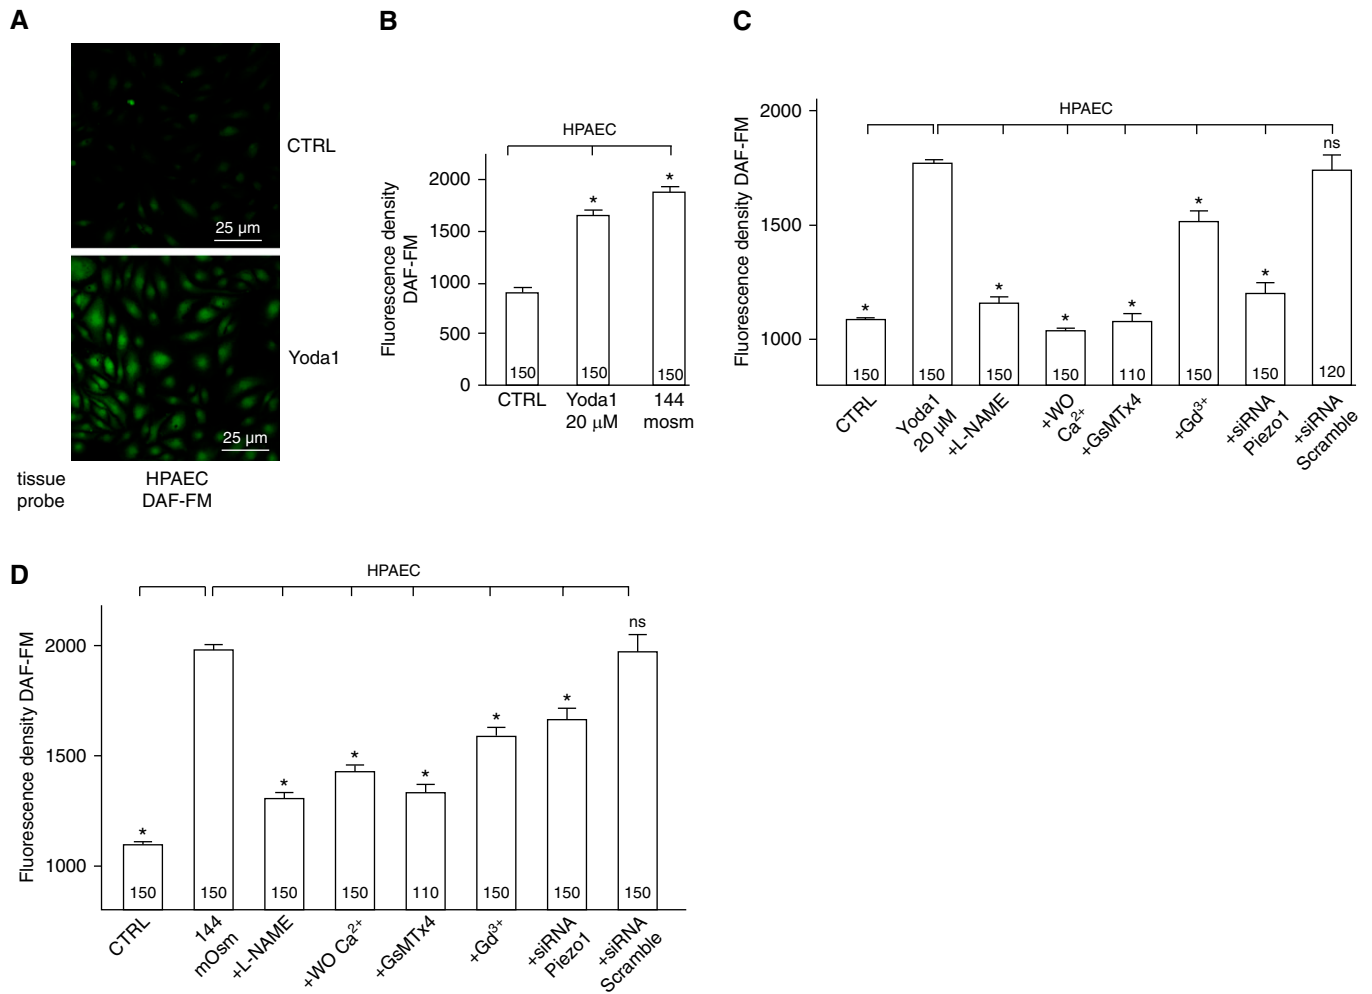 A
CTRL
25 µm
Yoda1
25 µm
tissue HPAEC
probe DAF-FM
B
HPAEC
Fluorescence density
DAF-FM
2000
1500
1000
500
0
* *
150 150 150
CTRL Yoda1 144
20 µM mosm
C
HPAEC
Fluorescence density DAF-FM
2000
1500
1000
* * * * * * ns
150 150 150 150 110 150 150 120
CTRL
Yoda1
20 µM
+L-NAME
+WO
Ca²⁺
+GsMTx4
+Gd³⁺
+siRNA
Piezo1
+siRNA
Scramble
D
HPAEC
Fluorescence density DAF-FM
2000
1500
1000
* * * * * * ns
150 150 150 150 110 150 150 150
CTRL
144
mOsm
+L-NAME
+WO Ca²⁺
+GsMTx4
+Gd³⁺
+siRNA
Piezo1
+siRNA
Scramble